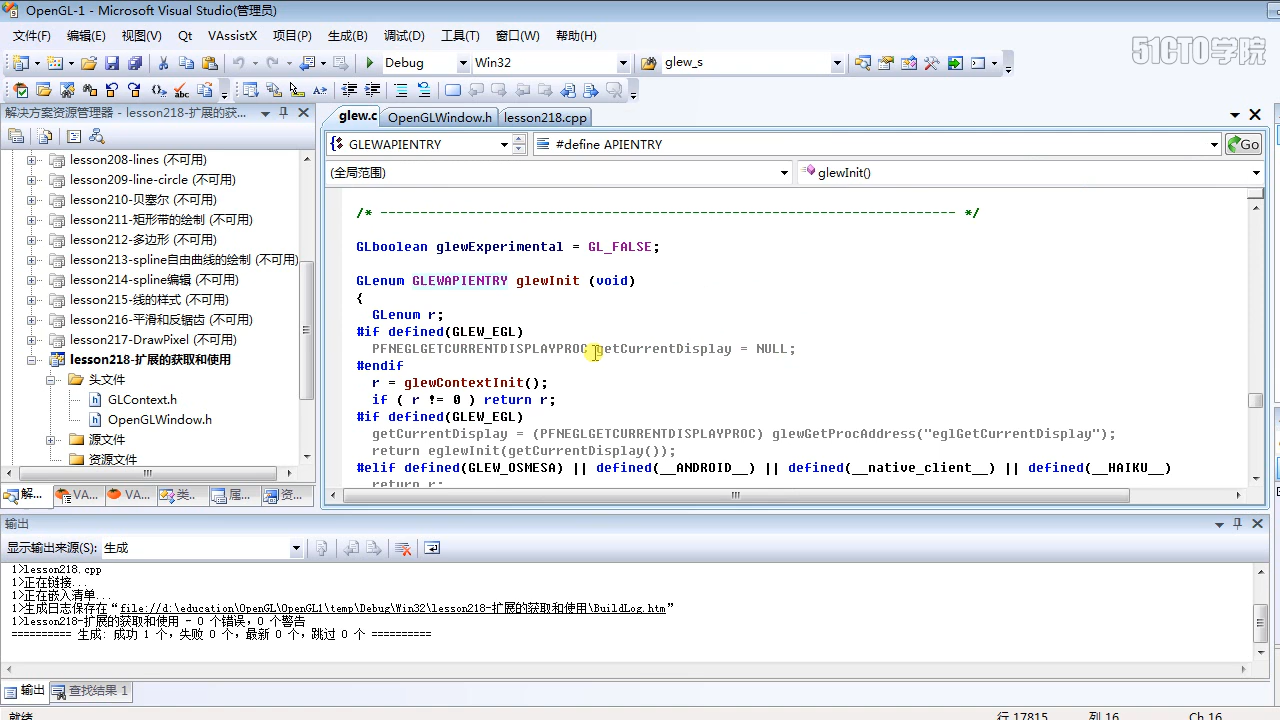 OpenGL-1 - Microsoft Visual Studio(管理员)
文件(F) 编辑(E) 视图(V) Qt VAssistX 项目(P) 生成(B) 调试(D) 工具(T) 窗口(W) 帮助(H)
51CTO学院
Debug Win32 glew_s
解决方案资源管理器 - lesson218-扩展的获...
glew.c OpenGLWindow.h lesson218.cpp
GLEWAPIENTRY #define APIENTRY Go
(全局范围) glewInit()
lesson208-lines (不可用)
lesson209-line-circle (不可用)
lesson210-贝塞尔 (不可用)
lesson211-矩形带的绘制 (不可用)
lesson212-多边形 (不可用)
lesson213-spline自由曲线的绘制 (不可用)
lesson214-spline编辑 (不可用)
lesson215-线的样式 (不可用)
lesson216-平滑和反锯齿 (不可用)
lesson217-DrawPixel (不可用)
lesson218-扩展的获取和使用
头文件
GLContext.h
OpenGLWindow.h
源文件
资源文件
解... VA... VA... 类... 属... 资...
/* ---------------------------------------------------------------------- */
GLboolean glewExperimental = GL_FALSE;
GLenum GLEWAPIENTRY glewInit (void)
{
GLenum r;
#if defined(GLEW_EGL)
PFNEGLGETCURRENTDISPLAYPROC getCurrentDisplay = NULL;
#endif
r = glewContextInit();
if ( r != 0 ) return r;
#if defined(GLEW_EGL)
getCurrentDisplay = (PFNEGLGETCURRENTDISPLAYPROC) glewGetProcAddress("eglGetCurrentDisplay");
return eglewInit(getCurrentDisplay());
#elif defined(GLEW_OSMESA) || defined(__ANDROID__) || defined(__native_client__) || defined(__HAIKU__)
return r;
输出
显示输出来源(S): 生成
1>lesson218.cpp
1>正在链接...
1>正在嵌入清单...
1>生成日志保存在“file://d:\education\OpenGL\OpenGL1\temp\Debug\Win32\lesson218-扩展的获取和使用\BuildLog.htm”
1>lesson218-扩展的获取和使用 - 0 个错误，0 个警告
========== 生成: 成功 1 个，失败 0 个，最新 0 个，跳过 0 个 ==========
输出 查找结果 1
就绪 行 17815 列 16 Ch 16